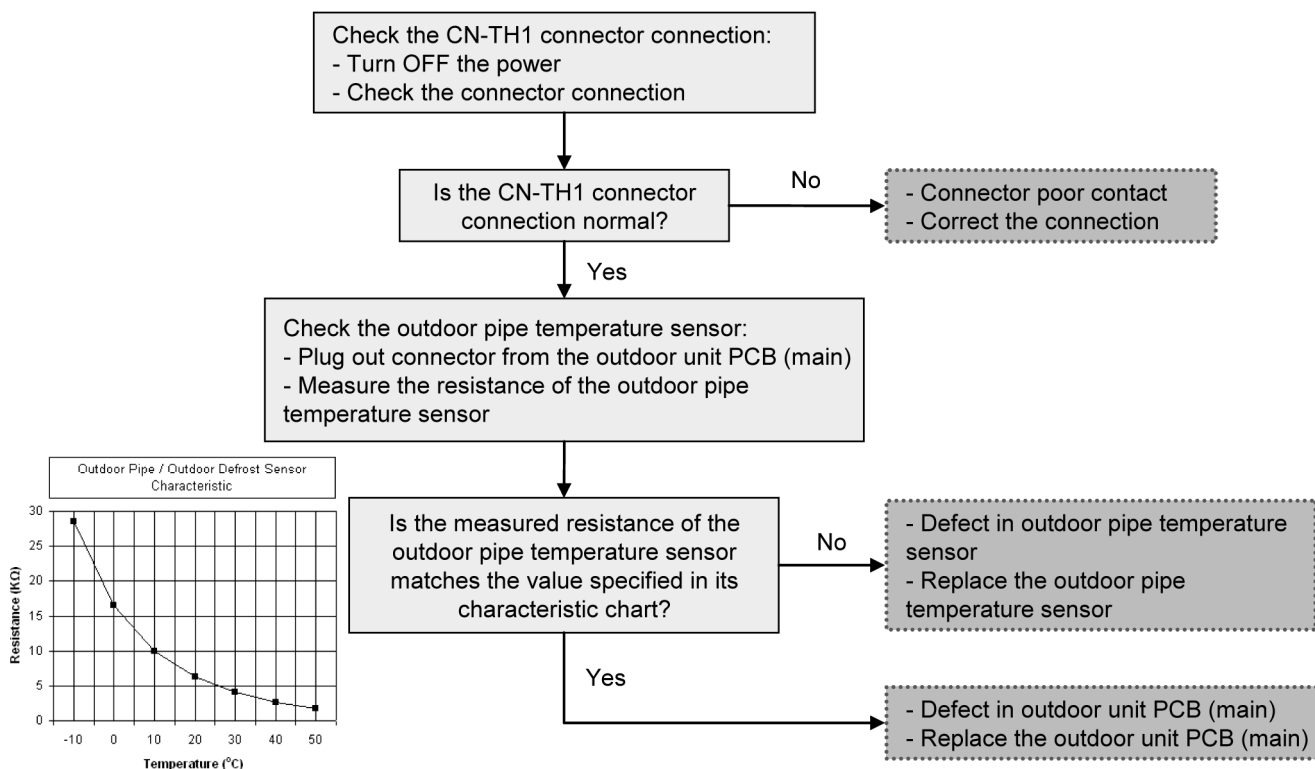 Check the CN-TH1 connector connection:
- Turn OFF the power
- Check the connector connection
Is the CN-TH1 connector
connection normal?
No
- Connector poor contact
- Correct the connection
Yes
Check the outdoor pipe temperature sensor:
- Plug out connector from the outdoor unit PCB (main)
- Measure the resistance of the outdoor pipe
temperature sensor
Outdoor Pipe / Outdoor Defrost Sensor
Characteristic
30
25
20
15
10
5
0
Resistance (KΩ)
-10 0 10 20 30 40 50
Temperature (°C)
Is the measured resistance of the
outdoor pipe temperature sensor
matches the value specified in its
characteristic chart?
No
- Defect in outdoor pipe temperature
sensor
- Replace the outdoor pipe
temperature sensor
Yes
- Defect in outdoor unit PCB (main)
- Replace the outdoor unit PCB (main)